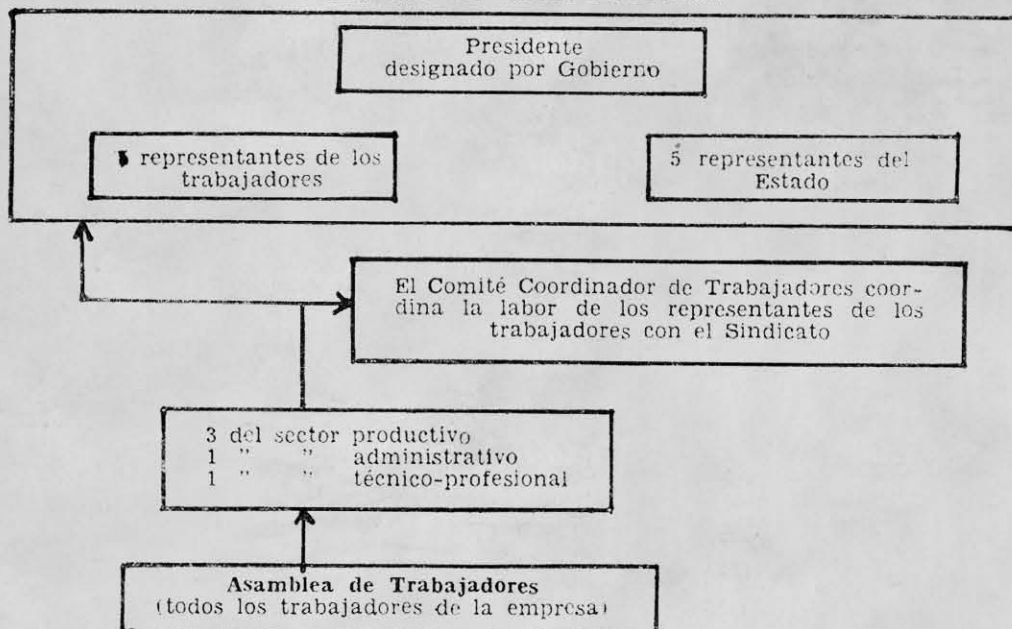 Presidente
designado por Gobierno
representantes de los
trabajadores
5 representantes del
Estado
El Comité Coordinador de Trabajadores coor-
dina la labor de los representantes de los
trabajadores con el Sindicato
3 del sector productivo
1 " " administrativo
1 " " técnico-profesional
Asamblea de Trabajadores
(todos los trabajadores de la empresa)